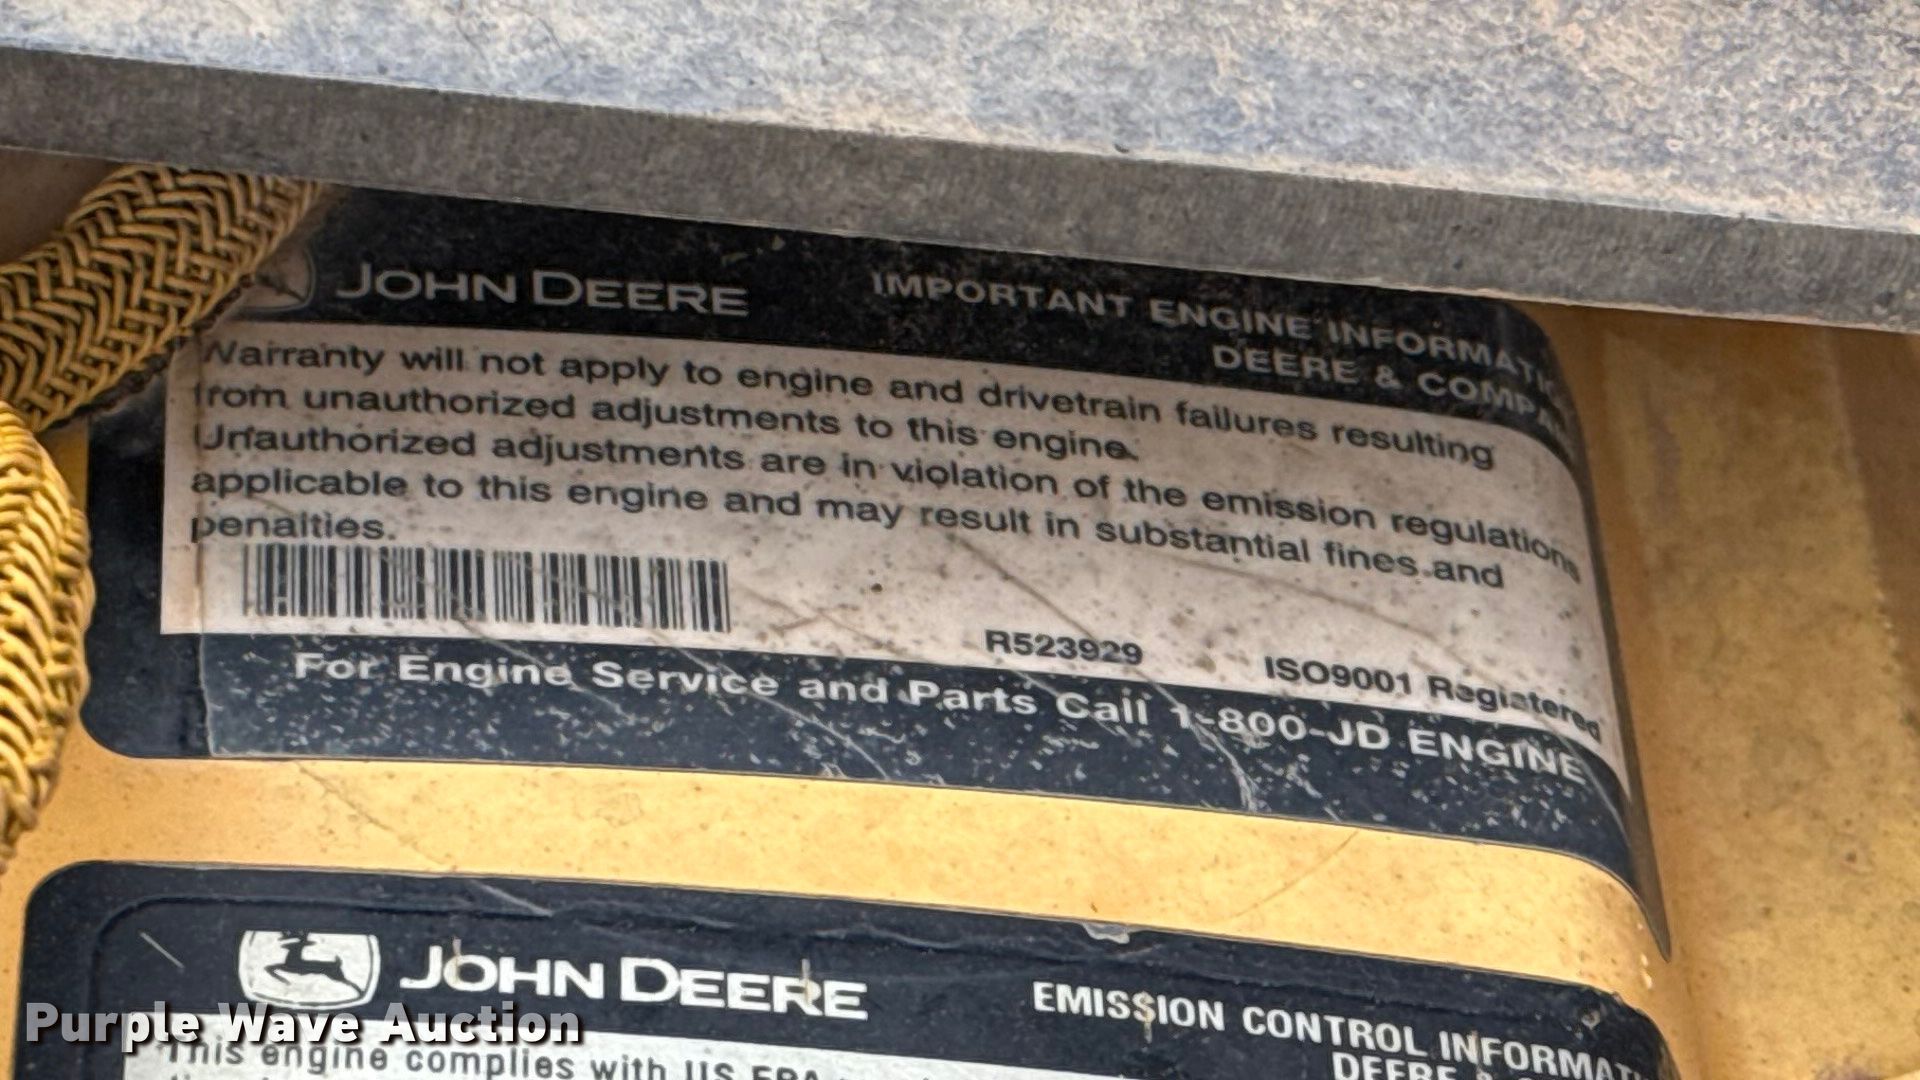 JOHN DEERE
IMPORTANT ENGINE INFORMATI
DEERE & COMPA
Warranty will not apply to engine and drivetrain failures resulting
from unauthorized adjustments to this engine.
Unauthorized adjustments are in violation of the emission regulations
applicable to this engine and may result in substantial fines and
penalties.
R523929
ISO9001 Registered
For Engine Service and Parts Call 1-800-JD ENGINE
JOHN DEERE
EMISSION CONTROL INFORMAT
DEERE &
Purple Wave Auction
This engine complies with US EPA